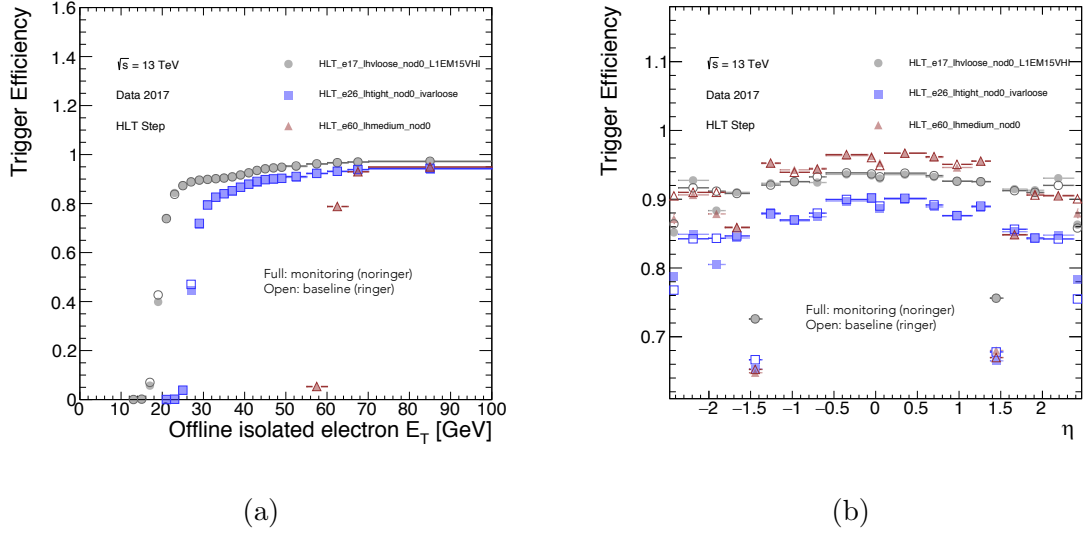 Trigger Efficiency
1.6
1.4
1.2
1
0.8
0.6
0.4
0.2
0
√s = 13 TeV
Data 2017
HLT Step
HLT_e17_lhvloose_nod0_L1EM15VHI
HLT_e26_lhtight_nod0_ivarloose
HLT_e60_lhmedium_nod0
Full: monitoring (noringer)
Open: baseline (ringer)
0 10 20 30 40 50 60 70 80 90 100
Offline isolated electron E_T [GeV]
(a)
Trigger Efficiency
1.1
1
0.9
0.8
0.7
√s = 13 TeV
Data 2017
HLT Step
HLT_e17_lhvloose_nod0_L1EM15VHI
HLT_e26_lhtight_nod0_ivarloose
HLT_e60_lhmedium_nod0
Full: monitoring (noringer)
Open: baseline (ringer)
−2 −1.5 −1 −0.5 0 0.5 1 1.5 2
η
(b)